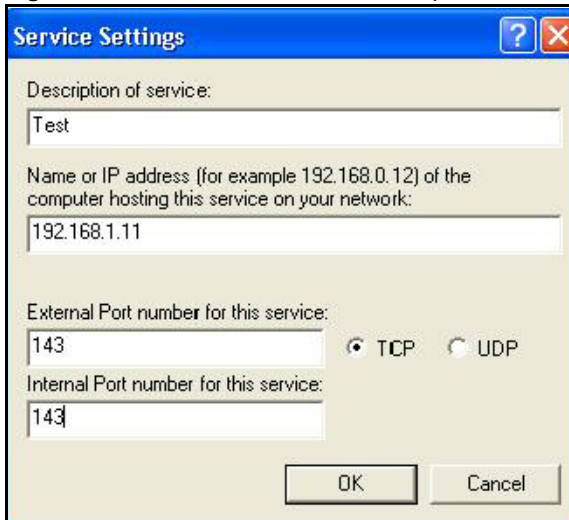 Service Settings
Description of service:
Test
Name or IP address (for example 192.168.0.12) of the
computer hosting this service on your network:
192.168.1.11
External Port number for this service:
143
TCP
UDP
Internal Port number for this service:
143
OK
Cancel